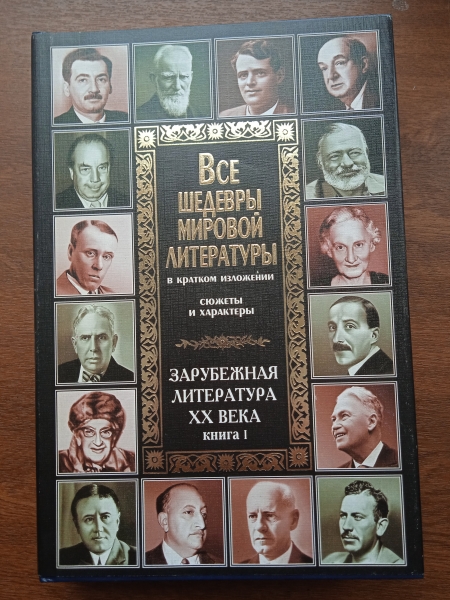 Все
шедевры
мировой
литературы
в кратком изложении
сюжеты
и характеры
ЗАРУБЕЖНАЯ
ЛИТЕРАТУРА
XX ВЕКА
книга I